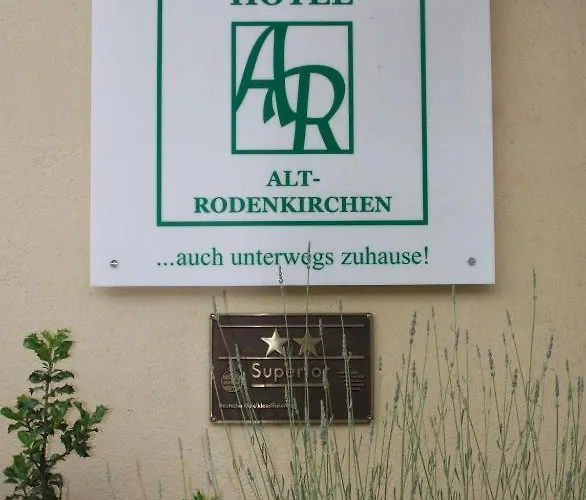 HOTEL
AR
ALT-
RODENKIRCHEN
...auch unterwegs zuhause!
Superior